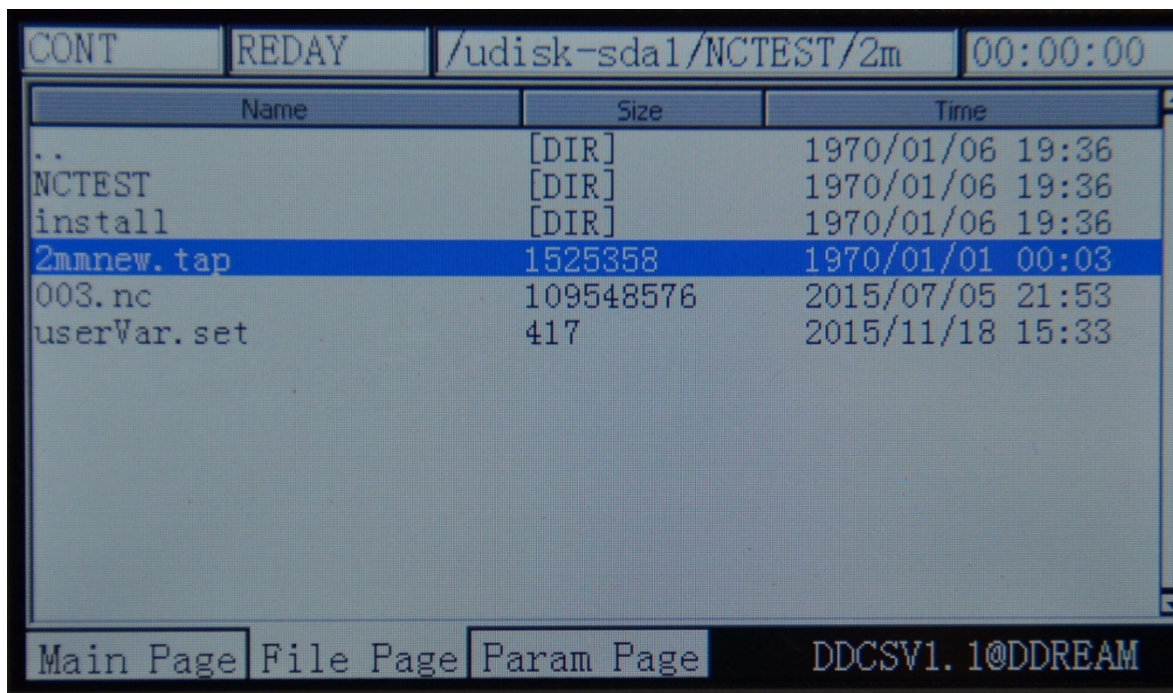 CONT REDAY /udisk-sda1/NCTEST/2m 00:00:00
Name Size Time
.. [DIR] 1970/01/06 19:36
NCTEST [DIR] 1970/01/06 19:36
install [DIR] 1970/01/06 19:36
2mmnew.tap 1525358 1970/01/01 00:03
003.nc 109548576 2015/07/05 21:53
userVar.set 417 2015/11/18 15:33
Main Page File Page Param Page DDCSV1.1@DDREAM